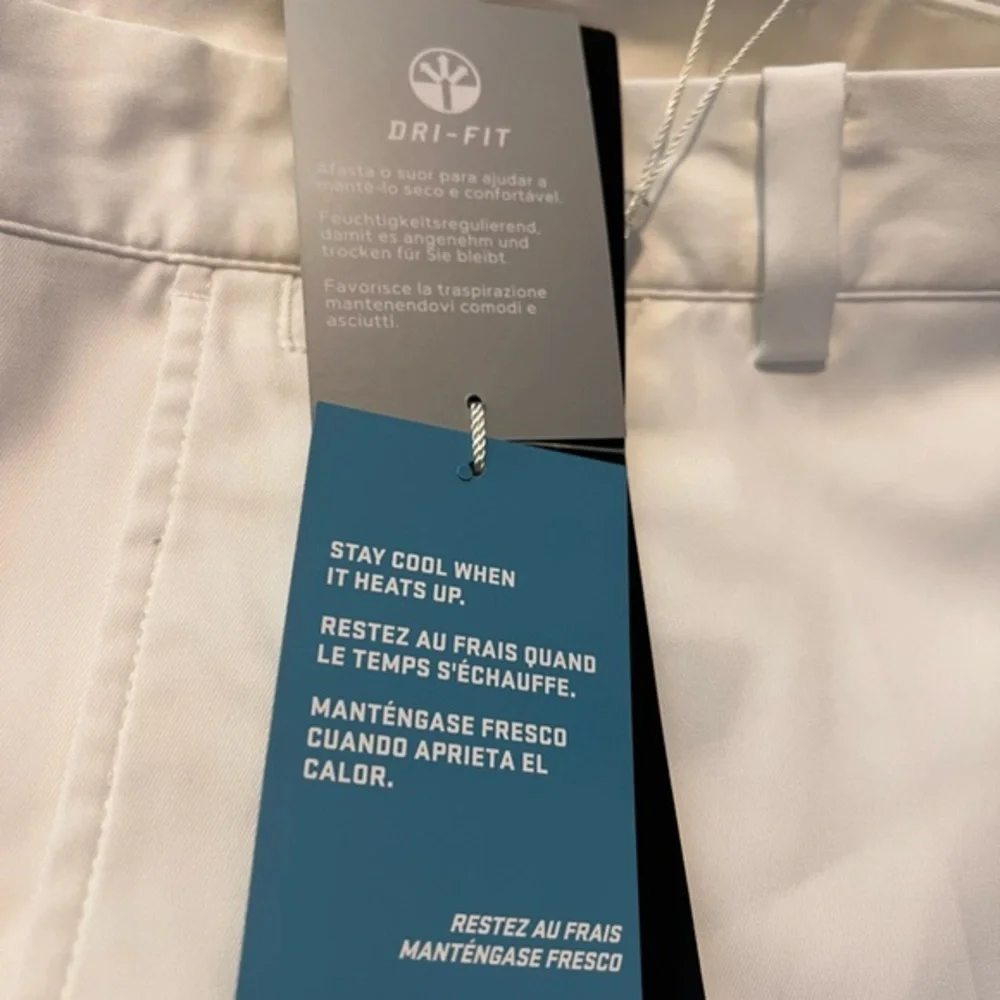 DRI-FIT
Afasta o suor para ajudar a
mantê-lo seco e confortável.
Feuchtigkeitsregulierend,
damit es angenehm und
trocken für Sie bleibt.
Favorisce la traspirazione
mantenendovi comodi e
asciutti.
STAY COOL WHEN
IT HEATS UP.
RESTEZ AU FRAIS QUAND
LE TEMPS S'ÉCHAUFFE.
MANTÉNGASE FRESCO
CUANDO APRIETA EL
CALOR.
RESTEZ AU FRAIS
MANTÉNGASE FRESCO